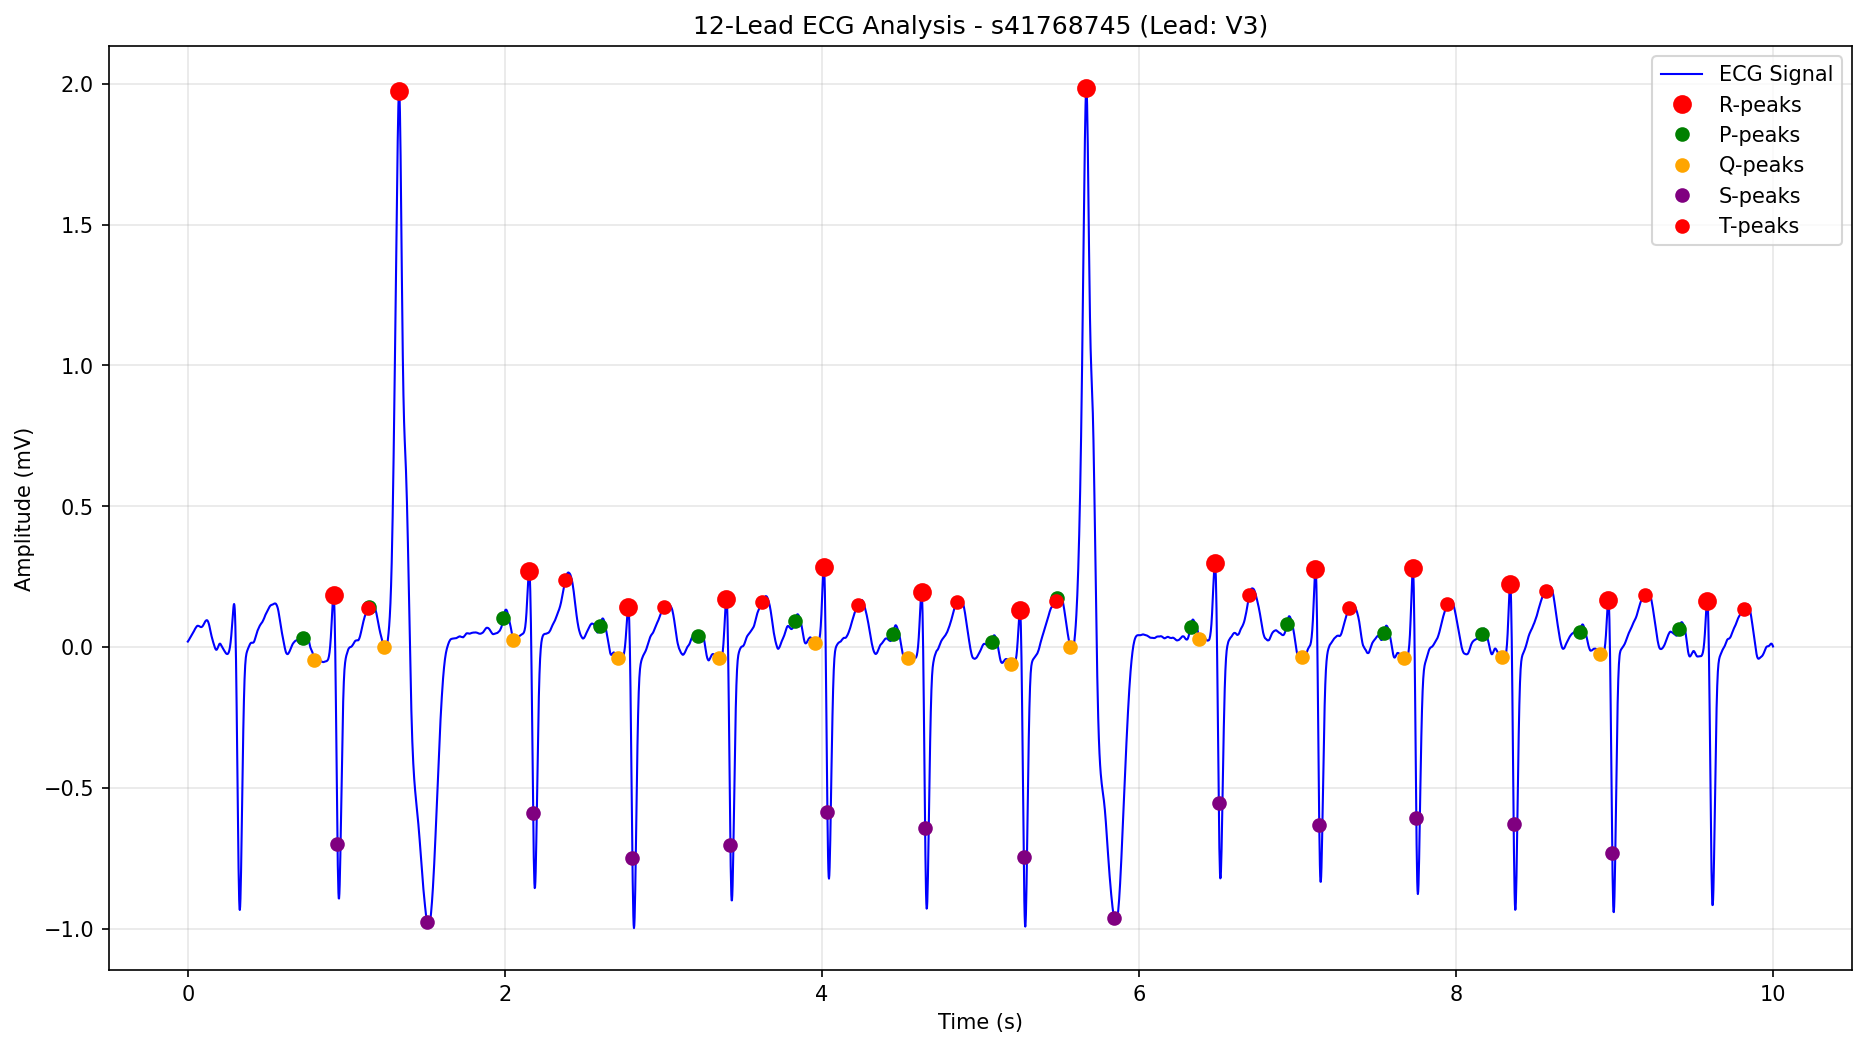 12-Lead ECG Analysis - s41768745 (Lead: V3)
ECG Signal
R-peaks
P-peaks
Q-peaks
S-peaks
T-peaks
Amplitude (mV)
2.0
1.5
1.0
0.5
0.0
−0.5
−1.0
0 2 4 6 8 10
Time (s)